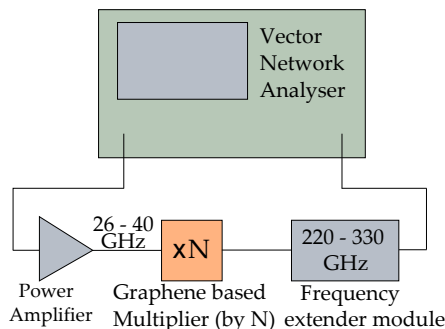 Vector
Network
Analyser
26 - 40
GHz
xN
220 - 330
GHz
Power
Amplifier
Graphene based
Multiplier (by N)
Frequency
extender module